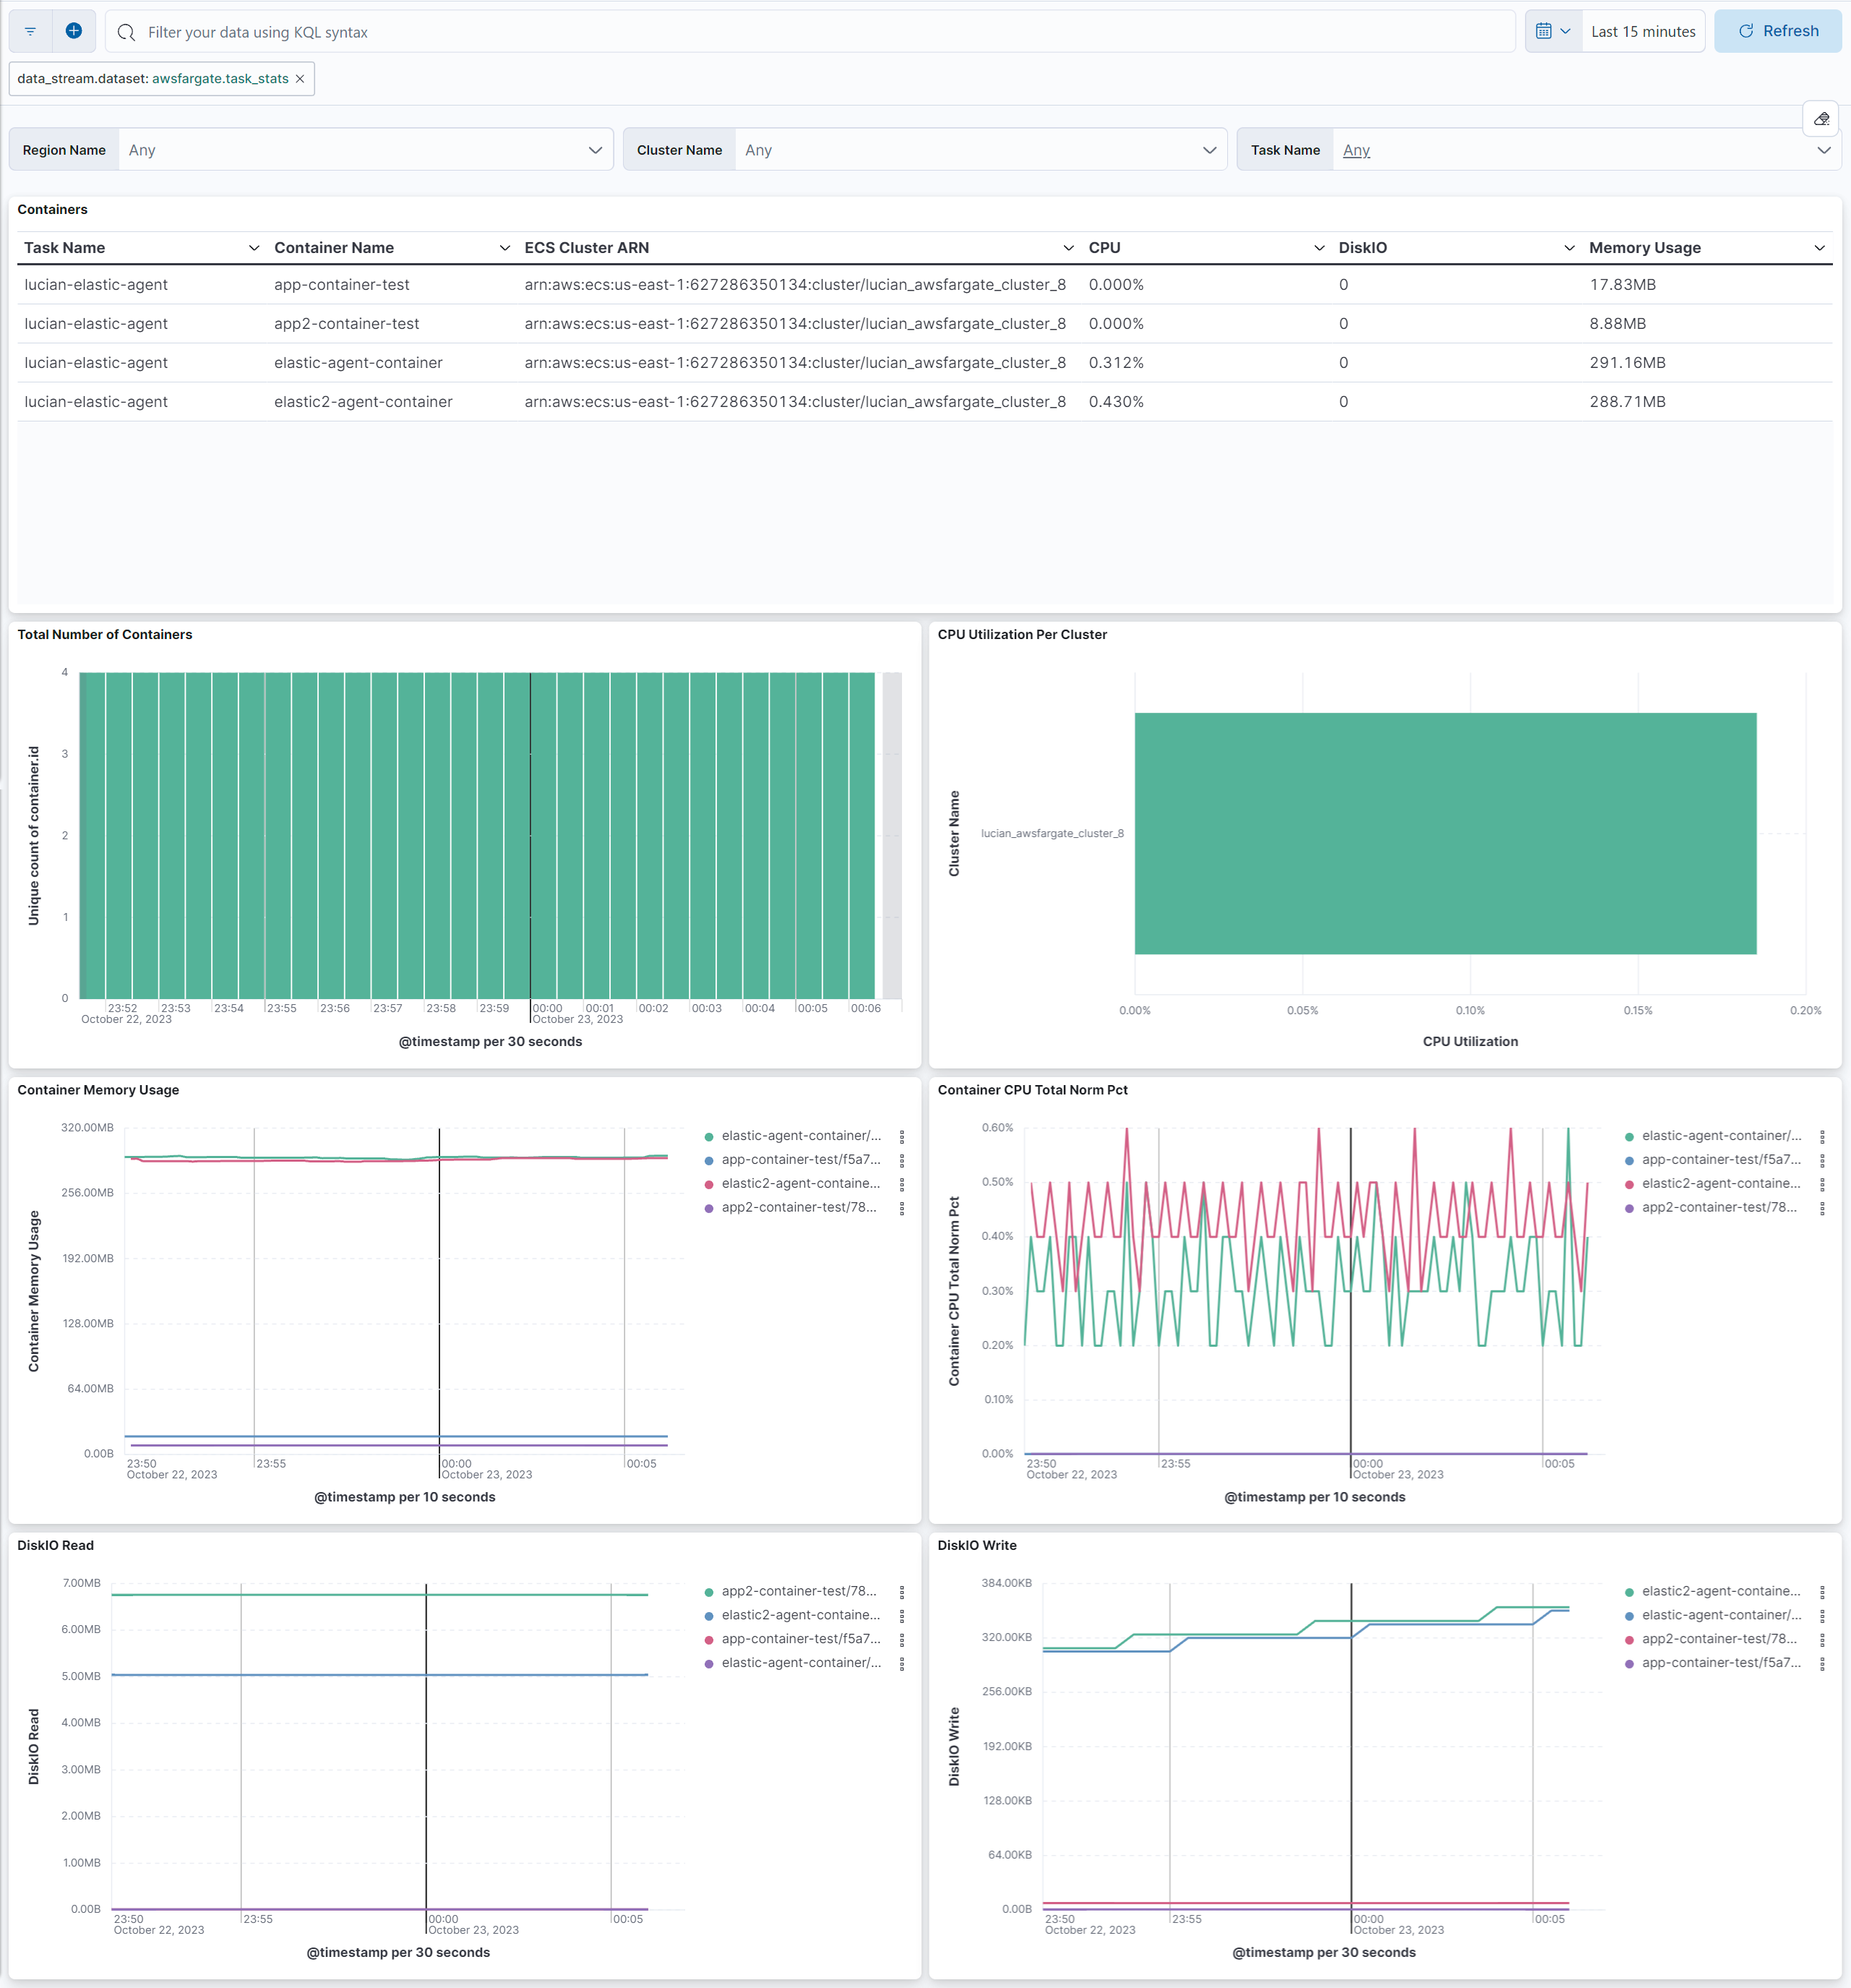 Filter your data using KQL syntax
Last 15 minutes
Refresh
data_stream.dataset: awsfargate.task_stats ×
Region Name Any
Cluster Name Any
Task Name Any
Containers
Task Name Container Name ECS Cluster ARN CPU DiskIO Memory Usage
lucian-elastic-agent app-container-test arn:aws:ecs:us-east-1:627286350134:cluster/lucian_awsfargate_cluster_8 0.000% 0 17.83MB
lucian-elastic-agent app2-container-test arn:aws:ecs:us-east-1:627286350134:cluster/lucian_awsfargate_cluster_8 0.000% 0 8.88MB
lucian-elastic-agent elastic-agent-container arn:aws:ecs:us-east-1:627286350134:cluster/lucian_awsfargate_cluster_8 0.312% 0 291.16MB
lucian-elastic-agent elastic2-agent-container arn:aws:ecs:us-east-1:627286350134:cluster/lucian_awsfargate_cluster_8 0.430% 0 288.71MB
Total Number of Containers
Unique count of container.id
4
3
2
1
0
23:52 23:53 23:54 23:55 23:56 23:57 23:58 23:59 00:00 00:01 00:02 00:03 00:04 00:05 00:06
October 22, 2023 October 23, 2023
@timestamp per 30 seconds
CPU Utilization Per Cluster
Cluster Name
lucian_awsfargate_cluster_8
0.00% 0.05% 0.10% 0.15% 0.20%
CPU Utilization
Container Memory Usage
Container Memory Usage
320.00MB
256.00MB
192.00MB
128.00MB
64.00MB
0.00B
23:50 23:55 00:00 00:05
October 22, 2023 October 23, 2023
@timestamp per 10 seconds
elastic-agent-container/...
app-container-test/f5a7...
elastic2-agent-containe...
app2-container-test/78...
Container CPU Total Norm Pct
Container CPU Total Norm Pct
0.60%
0.50%
0.40%
0.30%
0.20%
0.10%
0.00%
23:50 23:55 00:00 00:05
October 22, 2023 October 23, 2023
@timestamp per 10 seconds
elastic-agent-container/...
app-container-test/f5a7...
elastic2-agent-containe...
app2-container-test/78...
DiskIO Read
DiskIO Read
7.00MB
6.00MB
5.00MB
4.00MB
3.00MB
2.00MB
1.00MB
0.00B
23:50 23:55 00:00 00:05
October 22, 2023 October 23, 2023
@timestamp per 30 seconds
app2-container-test/78...
elastic2-agent-containe...
app-container-test/f5a7...
elastic-agent-container/...
DiskIO Write
DiskIO Write
384.00KB
320.00KB
256.00KB
192.00KB
128.00KB
64.00KB
0.00B
23:50 23:55 00:00 00:05
October 22, 2023 October 23, 2023
@timestamp per 30 seconds
elastic2-agent-containe...
elastic-agent-container/...
app2-container-test/78...
app-container-test/f5a7...